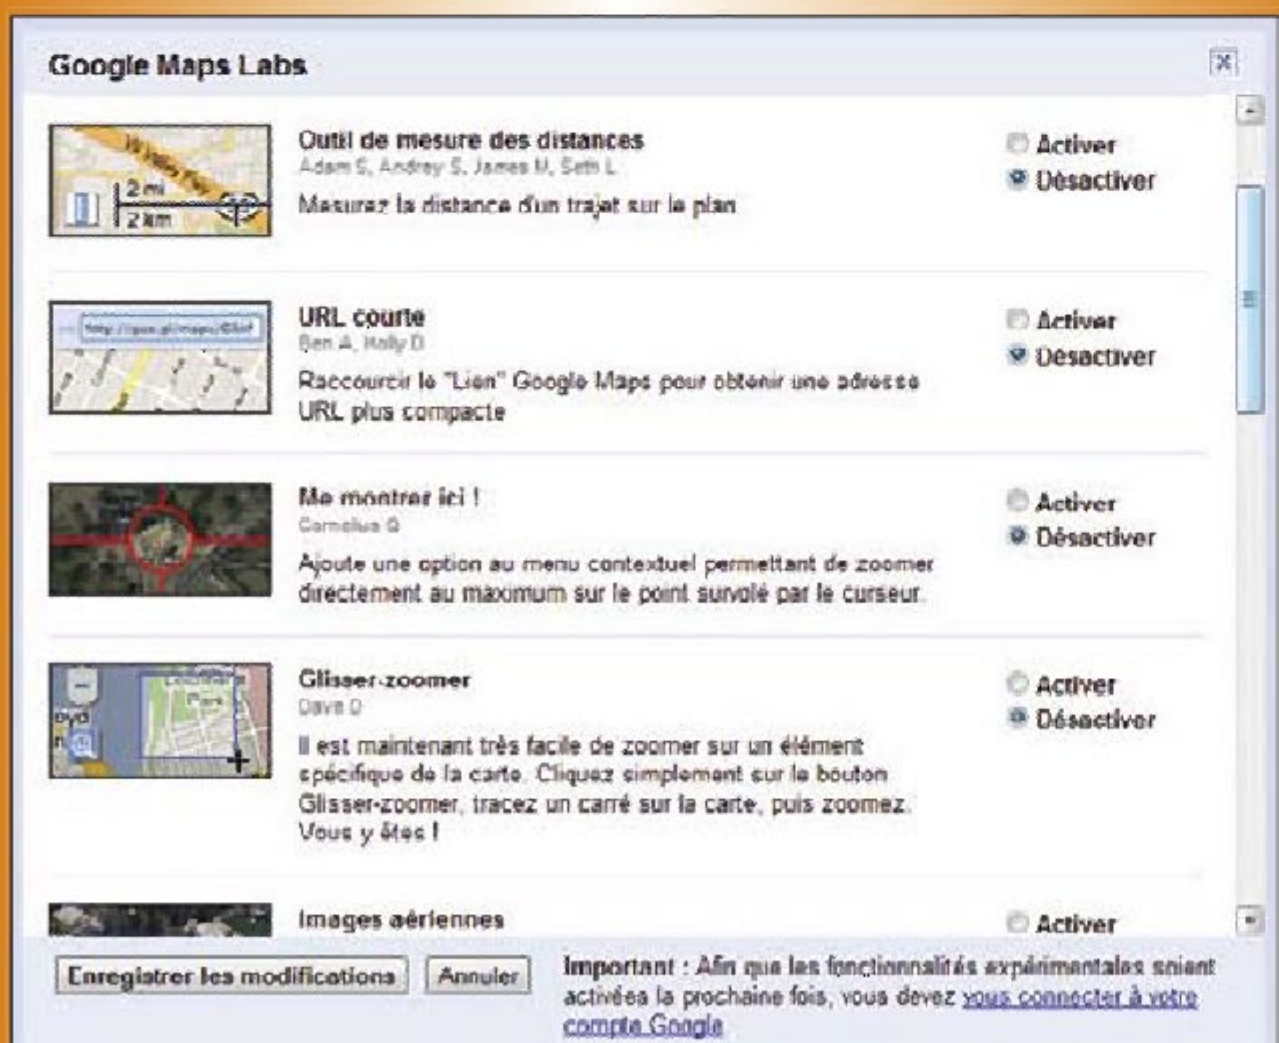 Google Maps Labs
Outil de mesure des distances
Activer
Adam S, Andrey S, James M, Seth L
Désactiver
Mesurez la distance d'un trajet sur le plan
2 mi
2 km
URL courte
Activer
Ben A, Holly D
Désactiver
Raccourcir le "Lien" Google Maps pour obtenir une adresse
URL plus compacte
Me montrer ici !
Activer
Cornelius Q
Désactiver
Ajoute une option au menu contextuel permettant de zoomer
directement au maximum sur le point survolé par le curseur.
Glisser-zoomer
Activer
Dave D
Désactiver
Il est maintenant très facile de zoomer sur un élément
spécifique de la carte. Cliquez simplement sur le bouton
Glisser-zoomer, tracez un carré sur la carte, puis zoomez.
Vous y êtes !
Images aériennes
Activer
Enregistrer les modifications
Annuler
Important : Afin que les fonctionnalités expérimentales soient
activées la prochaine fois, vous devez vous connecter à votre
compte Google